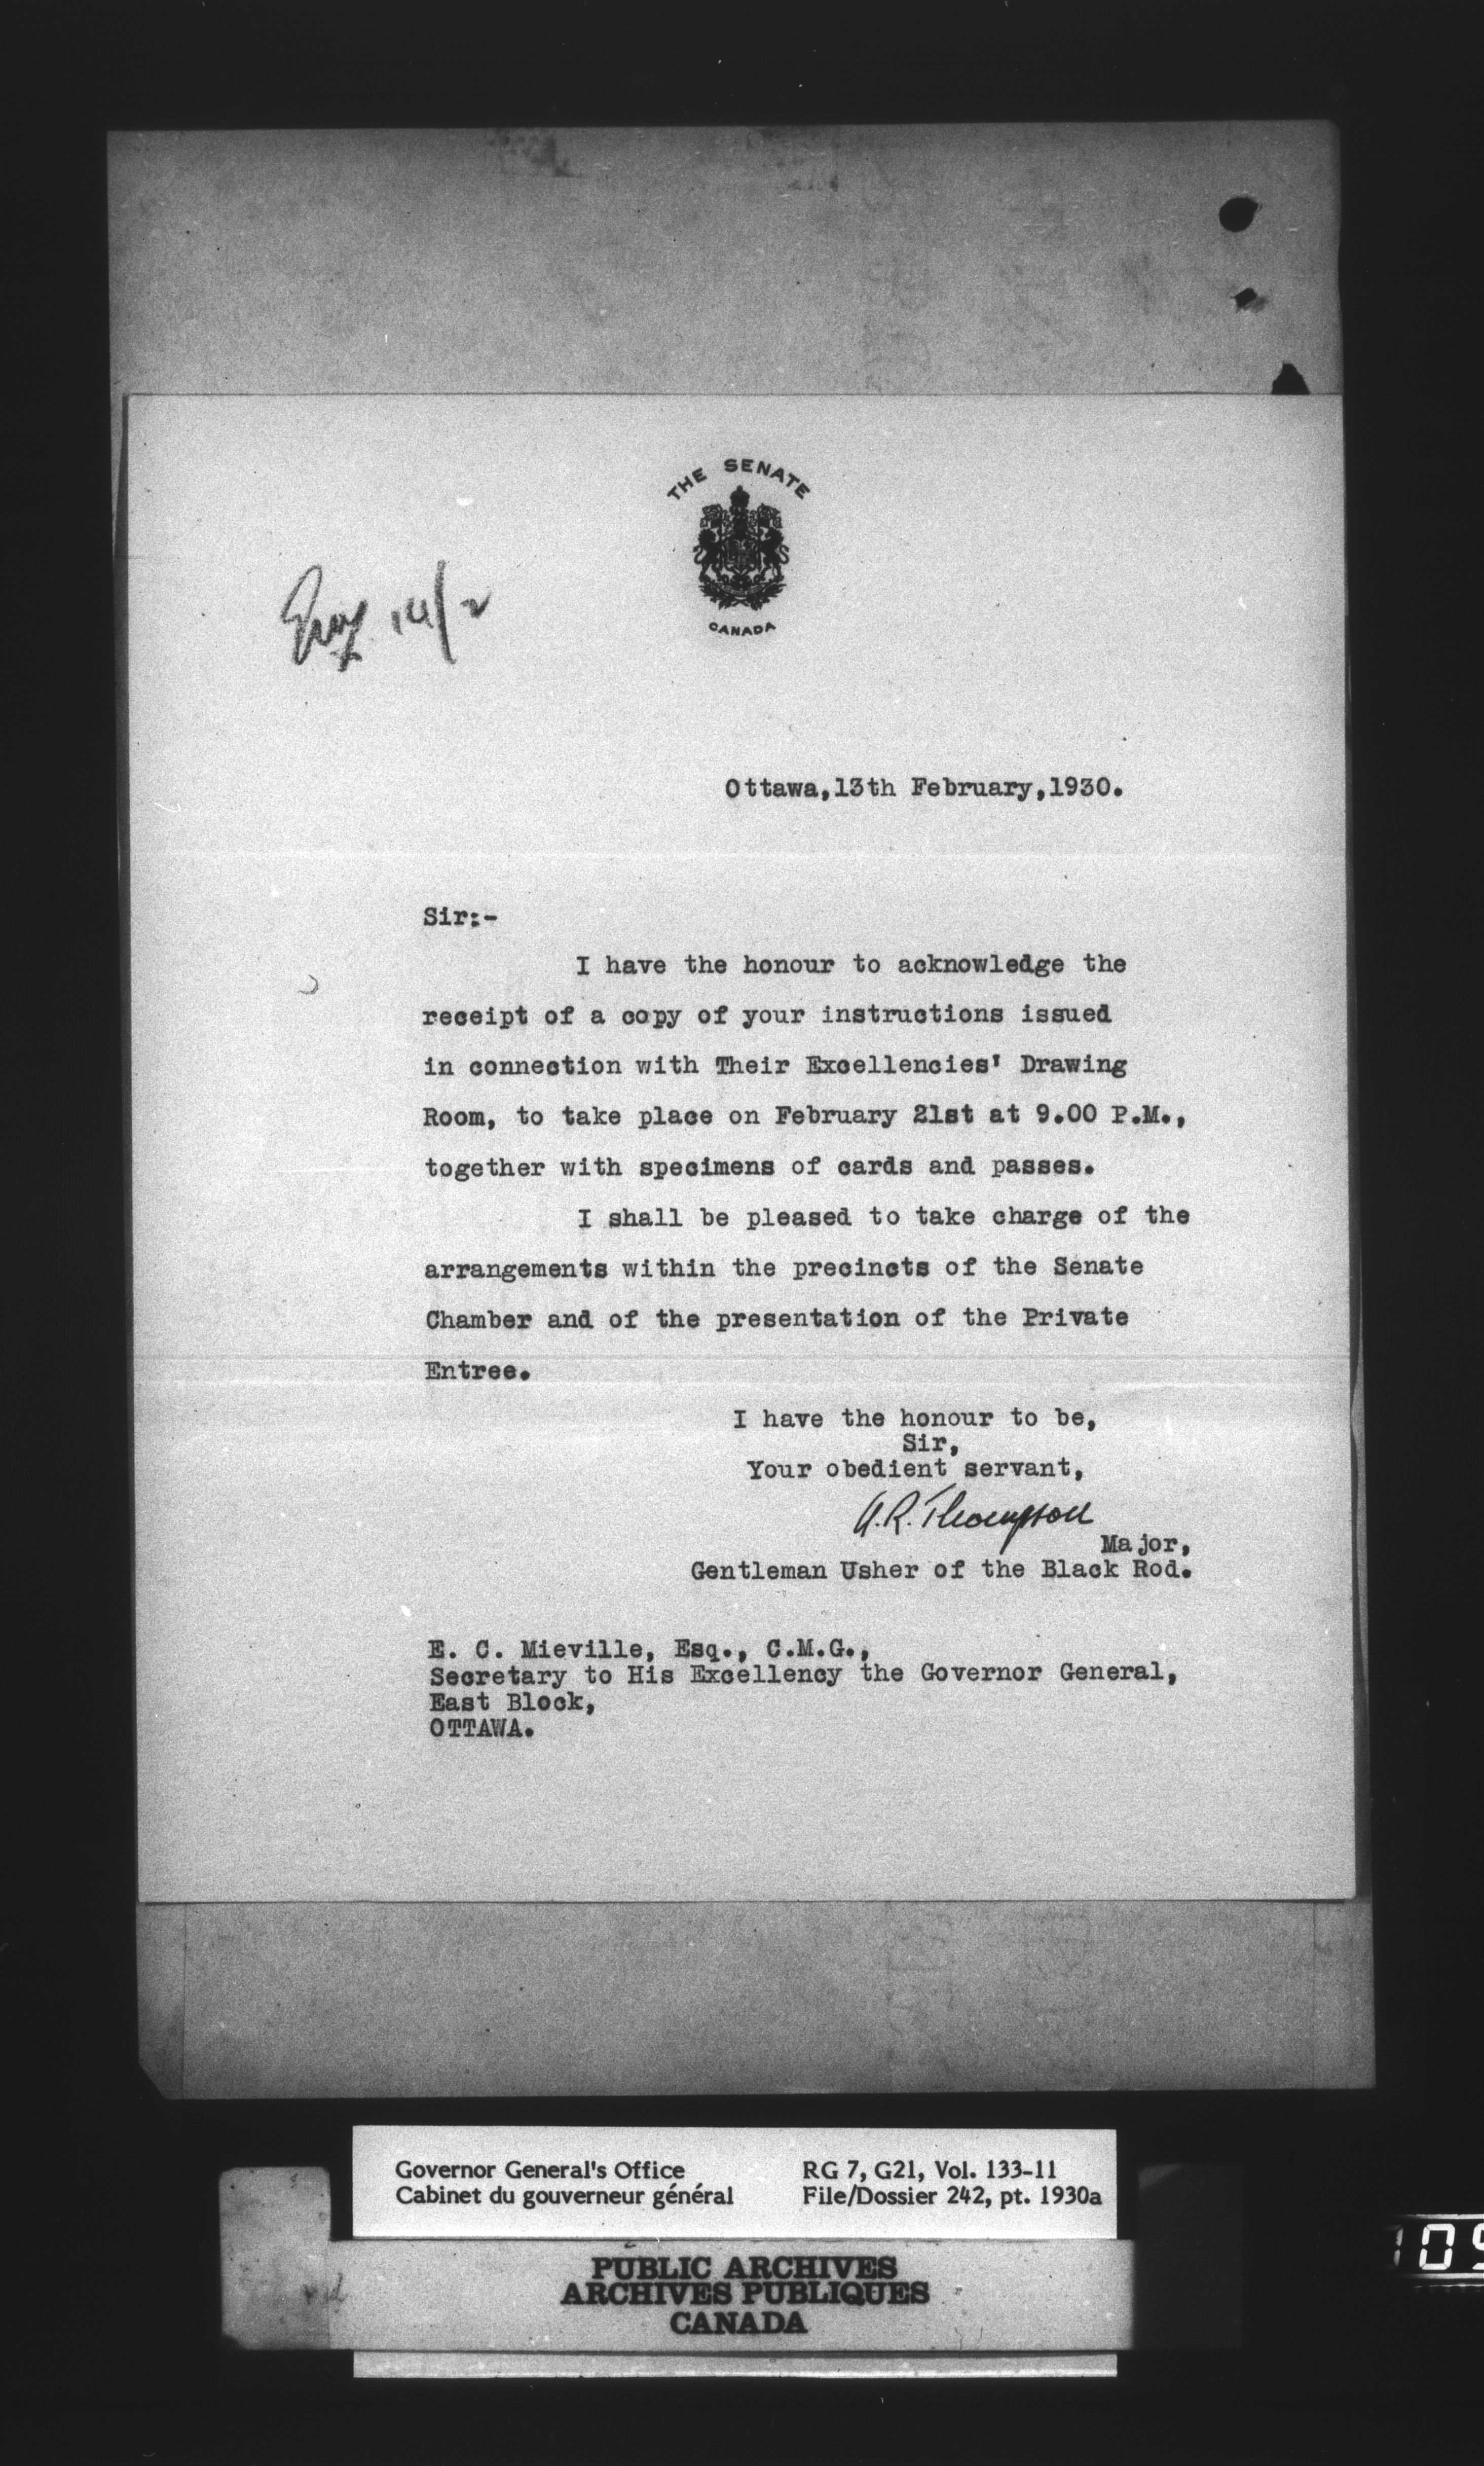 THE SENATE
CANADA
14/2
Ottawa,13th February,1930.
Sir:-
I have the honour to acknowledge the
receipt of a copy of your instructions issued
in connection with Their Excellencies' Drawing
Room, to take place on February 21st at 9.00 P.M.,
together with specimens of cards and passes.
I shall be pleased to take charge of the
arrangements within the precincts of the Senate
Chamber and of the presentation of the Private
Entree.
I have the honour to be,
Sir,
Your obedient servant,
A.R. Thompson
Major,
Gentleman Usher of the Black Rod.
E. C. Mieville, Esq., C.M.G.,
Secretary to His Excellency the Governor General,
East Block,
OTTAWA.
Governor General's Office
Cabinet du gouverneur général
RG 7, G21, Vol. 133-11
File/Dossier 242, pt. 1930a
PUBLIC ARCHIVES
ARCHIVES PUBLIQUES
CANADA